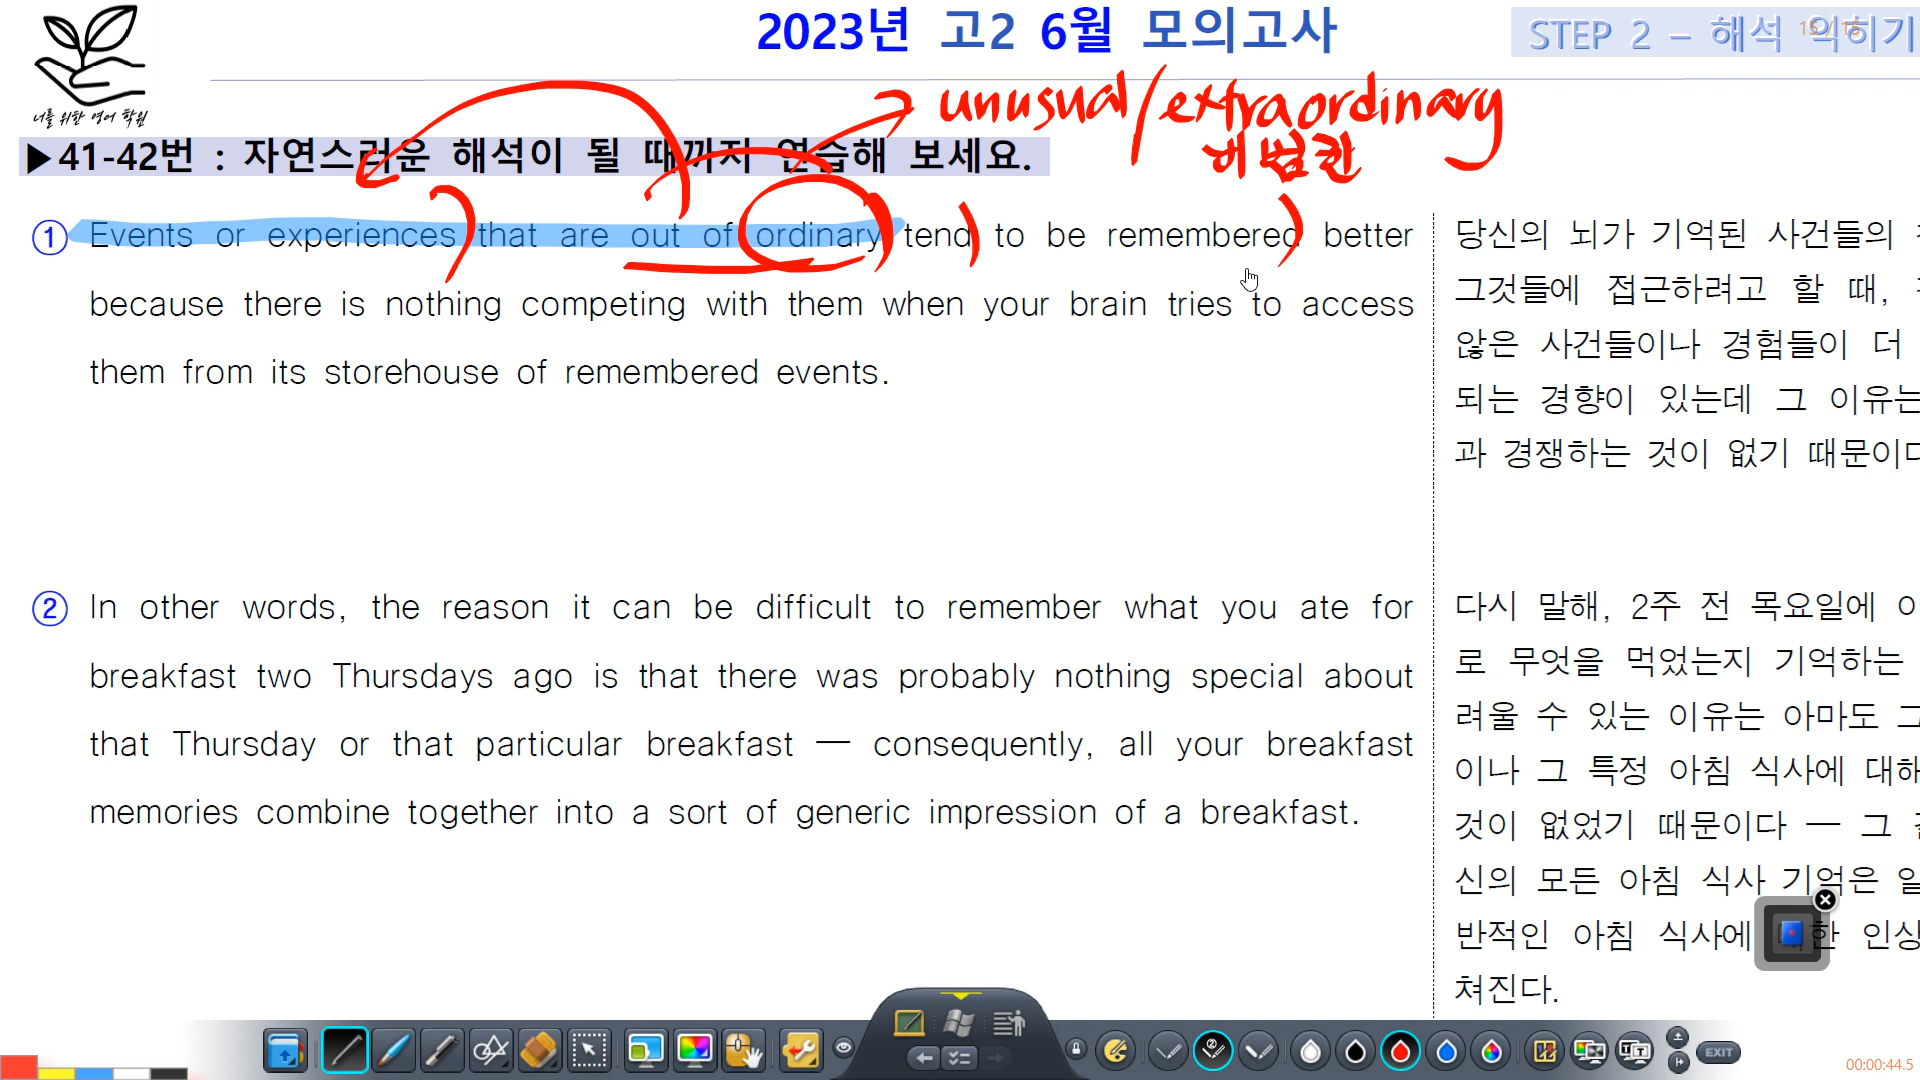 2023년 고2 6월 모의고사
STEP 2 – 해석 익히기
너를 위한 영어 학원
unusual/extraordinary
비범한
▶41-42번 : 자연스러운 해석이 될 때까지 연습해 보세요.
① Events or experiences that are out of ordinary tend to be remembered better
because there is nothing competing with them when your brain tries to access
them from its storehouse of remembered events.
당신의 뇌가 기억된 사건들의
그것들에 접근하려고 할 때,
않은 사건들이나 경험들이 더
되는 경향이 있는데 그 이유는
과 경쟁하는 것이 없기 때문이다
② In other words, the reason it can be difficult to remember what you ate for
breakfast two Thursdays ago is that there was probably nothing special about
that Thursday or that particular breakfast — consequently, all your breakfast
memories combine together into a sort of generic impression of a breakfast.
다시 말해, 2주 전 목요일에
로 무엇을 먹었는지 기억하는
려울 수 있는 이유는 아마도
이나 그 특정 아침 식사에
것이 없었기 때문이다 — 그
신의 모든 아침 식사 기억은
반적인 아침 식사에 한 인상
쳐진다.
EXIT
00:00:44.5